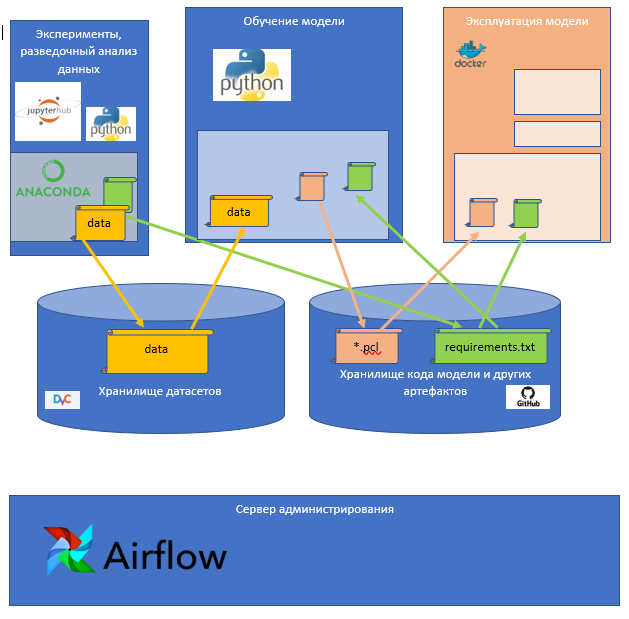 Эксперименты,
разведочный анализ
данных
jupyterhub
python
ANACONDA
data
Обучение модели
python
data
Эксплуатация модели
docker
data
Хранилище датасетов
DVC
*.pcl
requirements.txt
Хранилище кода модели и других
артефактов
GitHub
Сервер администрирования
Airflow